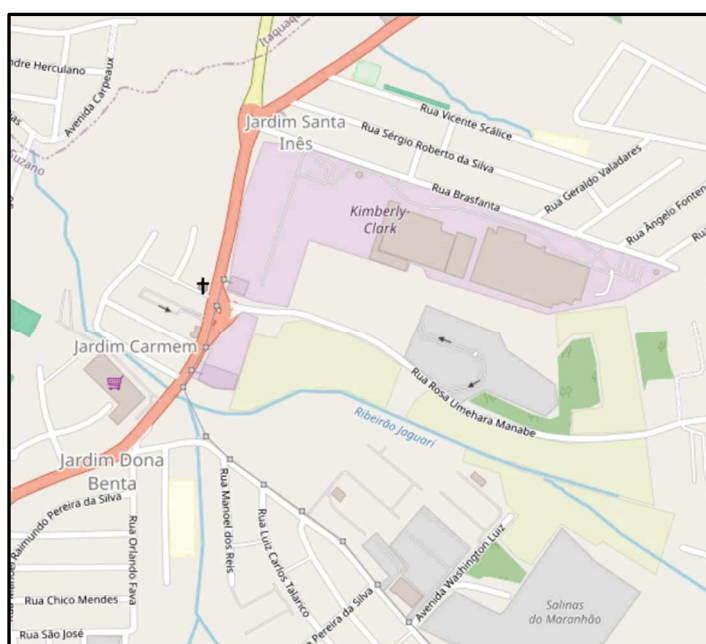 Itaquaqu
ndre Herculano
Avenida Carpeaux
Suzano
Jardim Santa
Inês
Rua Vicente Scálice
Rua Sérgio Roberto da Silva
Rua Brasfanta
Rua Geraldo Valadares
Rua Ângelo Fonten
Ru
Kimberly-
Clark
Jardim Carmem
Rua Rosa Umehara Manabe
Ribeirão Jaguari
Jardim Dona
Benta
Raimundo Pereira da Silva
Rua Manoel dos Reis
Rua Luiz Carlos Talarico
Rua Orlando Fava
Rua Chico Mendes
Rua São José
Pereira da Silva
Avenida Washington Luiz
Salinas
do Maranhão